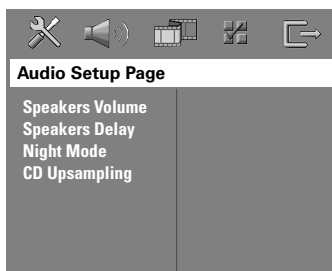 Audio Setup Page
Speakers Volume
Speakers Delay
Night Mode
CD Upsampling